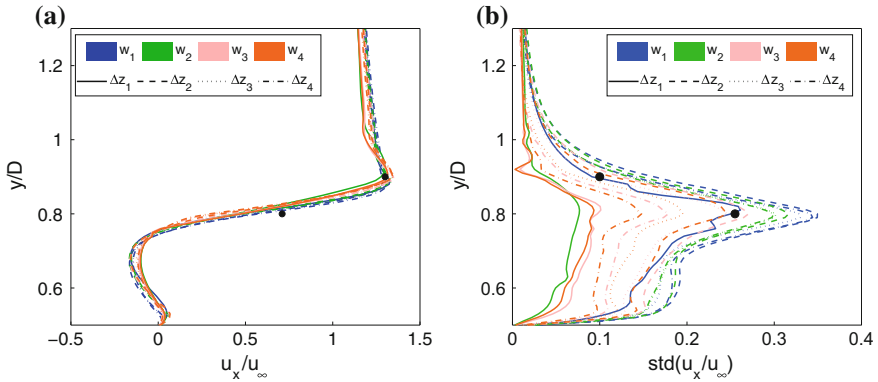 (a)
w₁ w₂ w₃ w₄
Δz₁ Δz₂ Δz₃ Δz₄
y/D
1.2
1
0.8
0.6
−0.5 0 0.5 1 1.5
uₓ/u∞
(b)
w₁ w₂ w₃ w₄
Δz₁ Δz₂ Δz₃ Δz₄
y/D
1.2
1
0.8
0.6
0 0.1 0.2 0.3 0.4
std(uₓ/u∞)